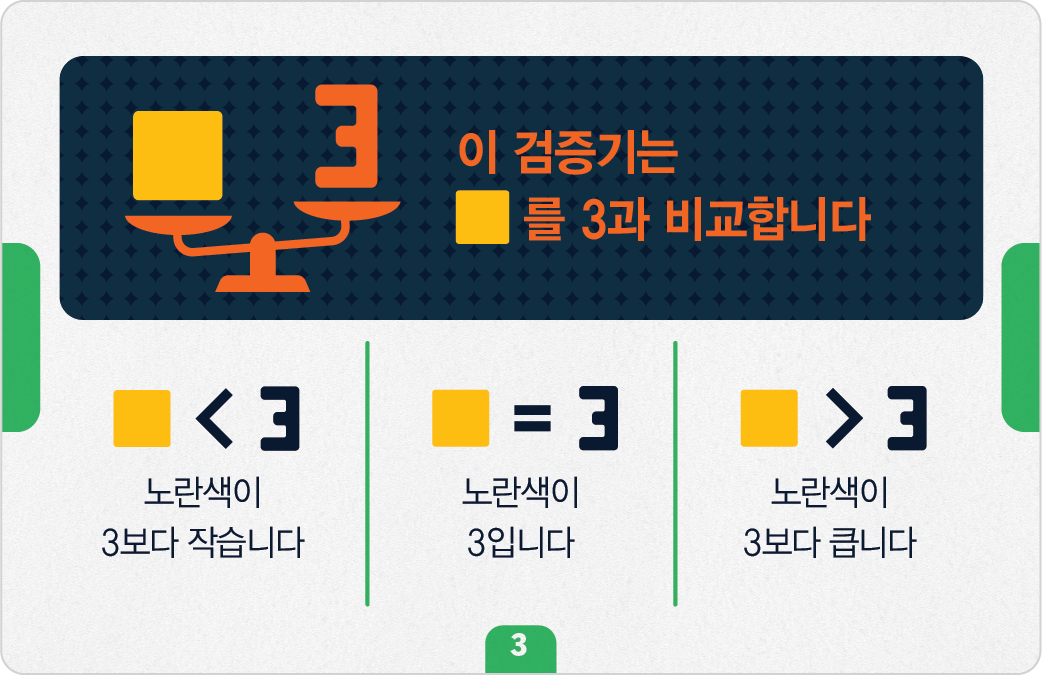 3
이 검증기는
를 3과 비교합니다
< 3
노란색이
3보다 작습니다
= 3
노란색이
3입니다
> 3
노란색이
3보다 큽니다
3